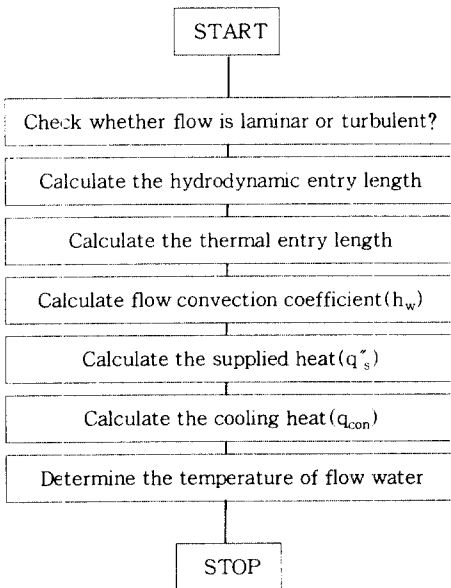 START
Check whether flow is laminar or turbulent?
Calculate the hydrodynamic entry length
Calculate the thermal entry length
Calculate flow convection coefficient(h_w)
Calculate the supplied heat(q″_s)
Calculate the cooling heat(q_con)
Determine the temperature of flow water
STOP